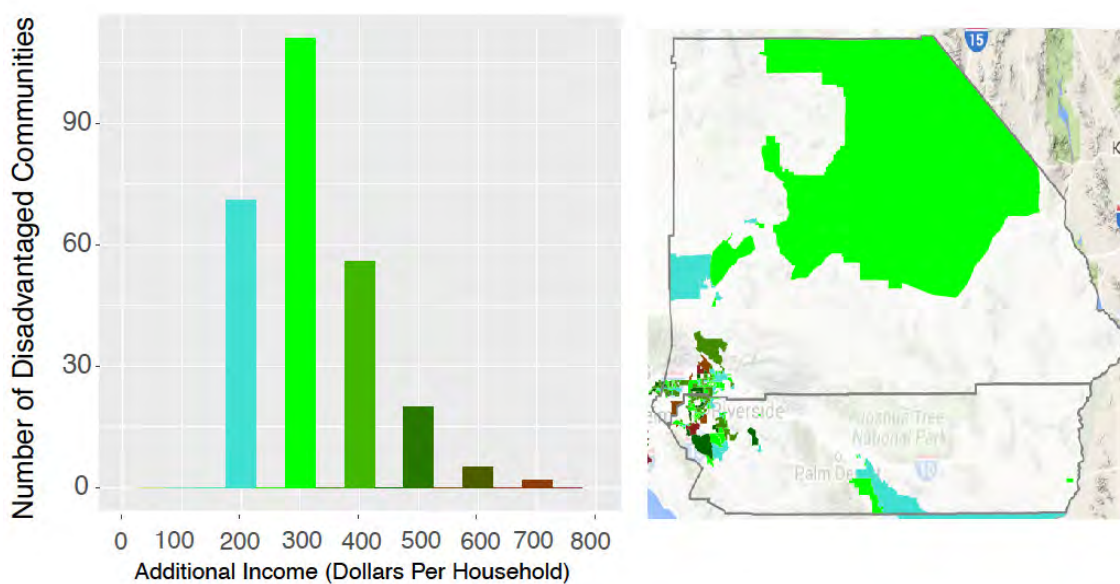 Number of Disadvantaged Communities
90
60
30
0
0 100 200 300 400 500 600 700 800
Additional Income (Dollars Per Household)
15
K
Riverside
Joshua Tree
National Park
Palm Desert
10